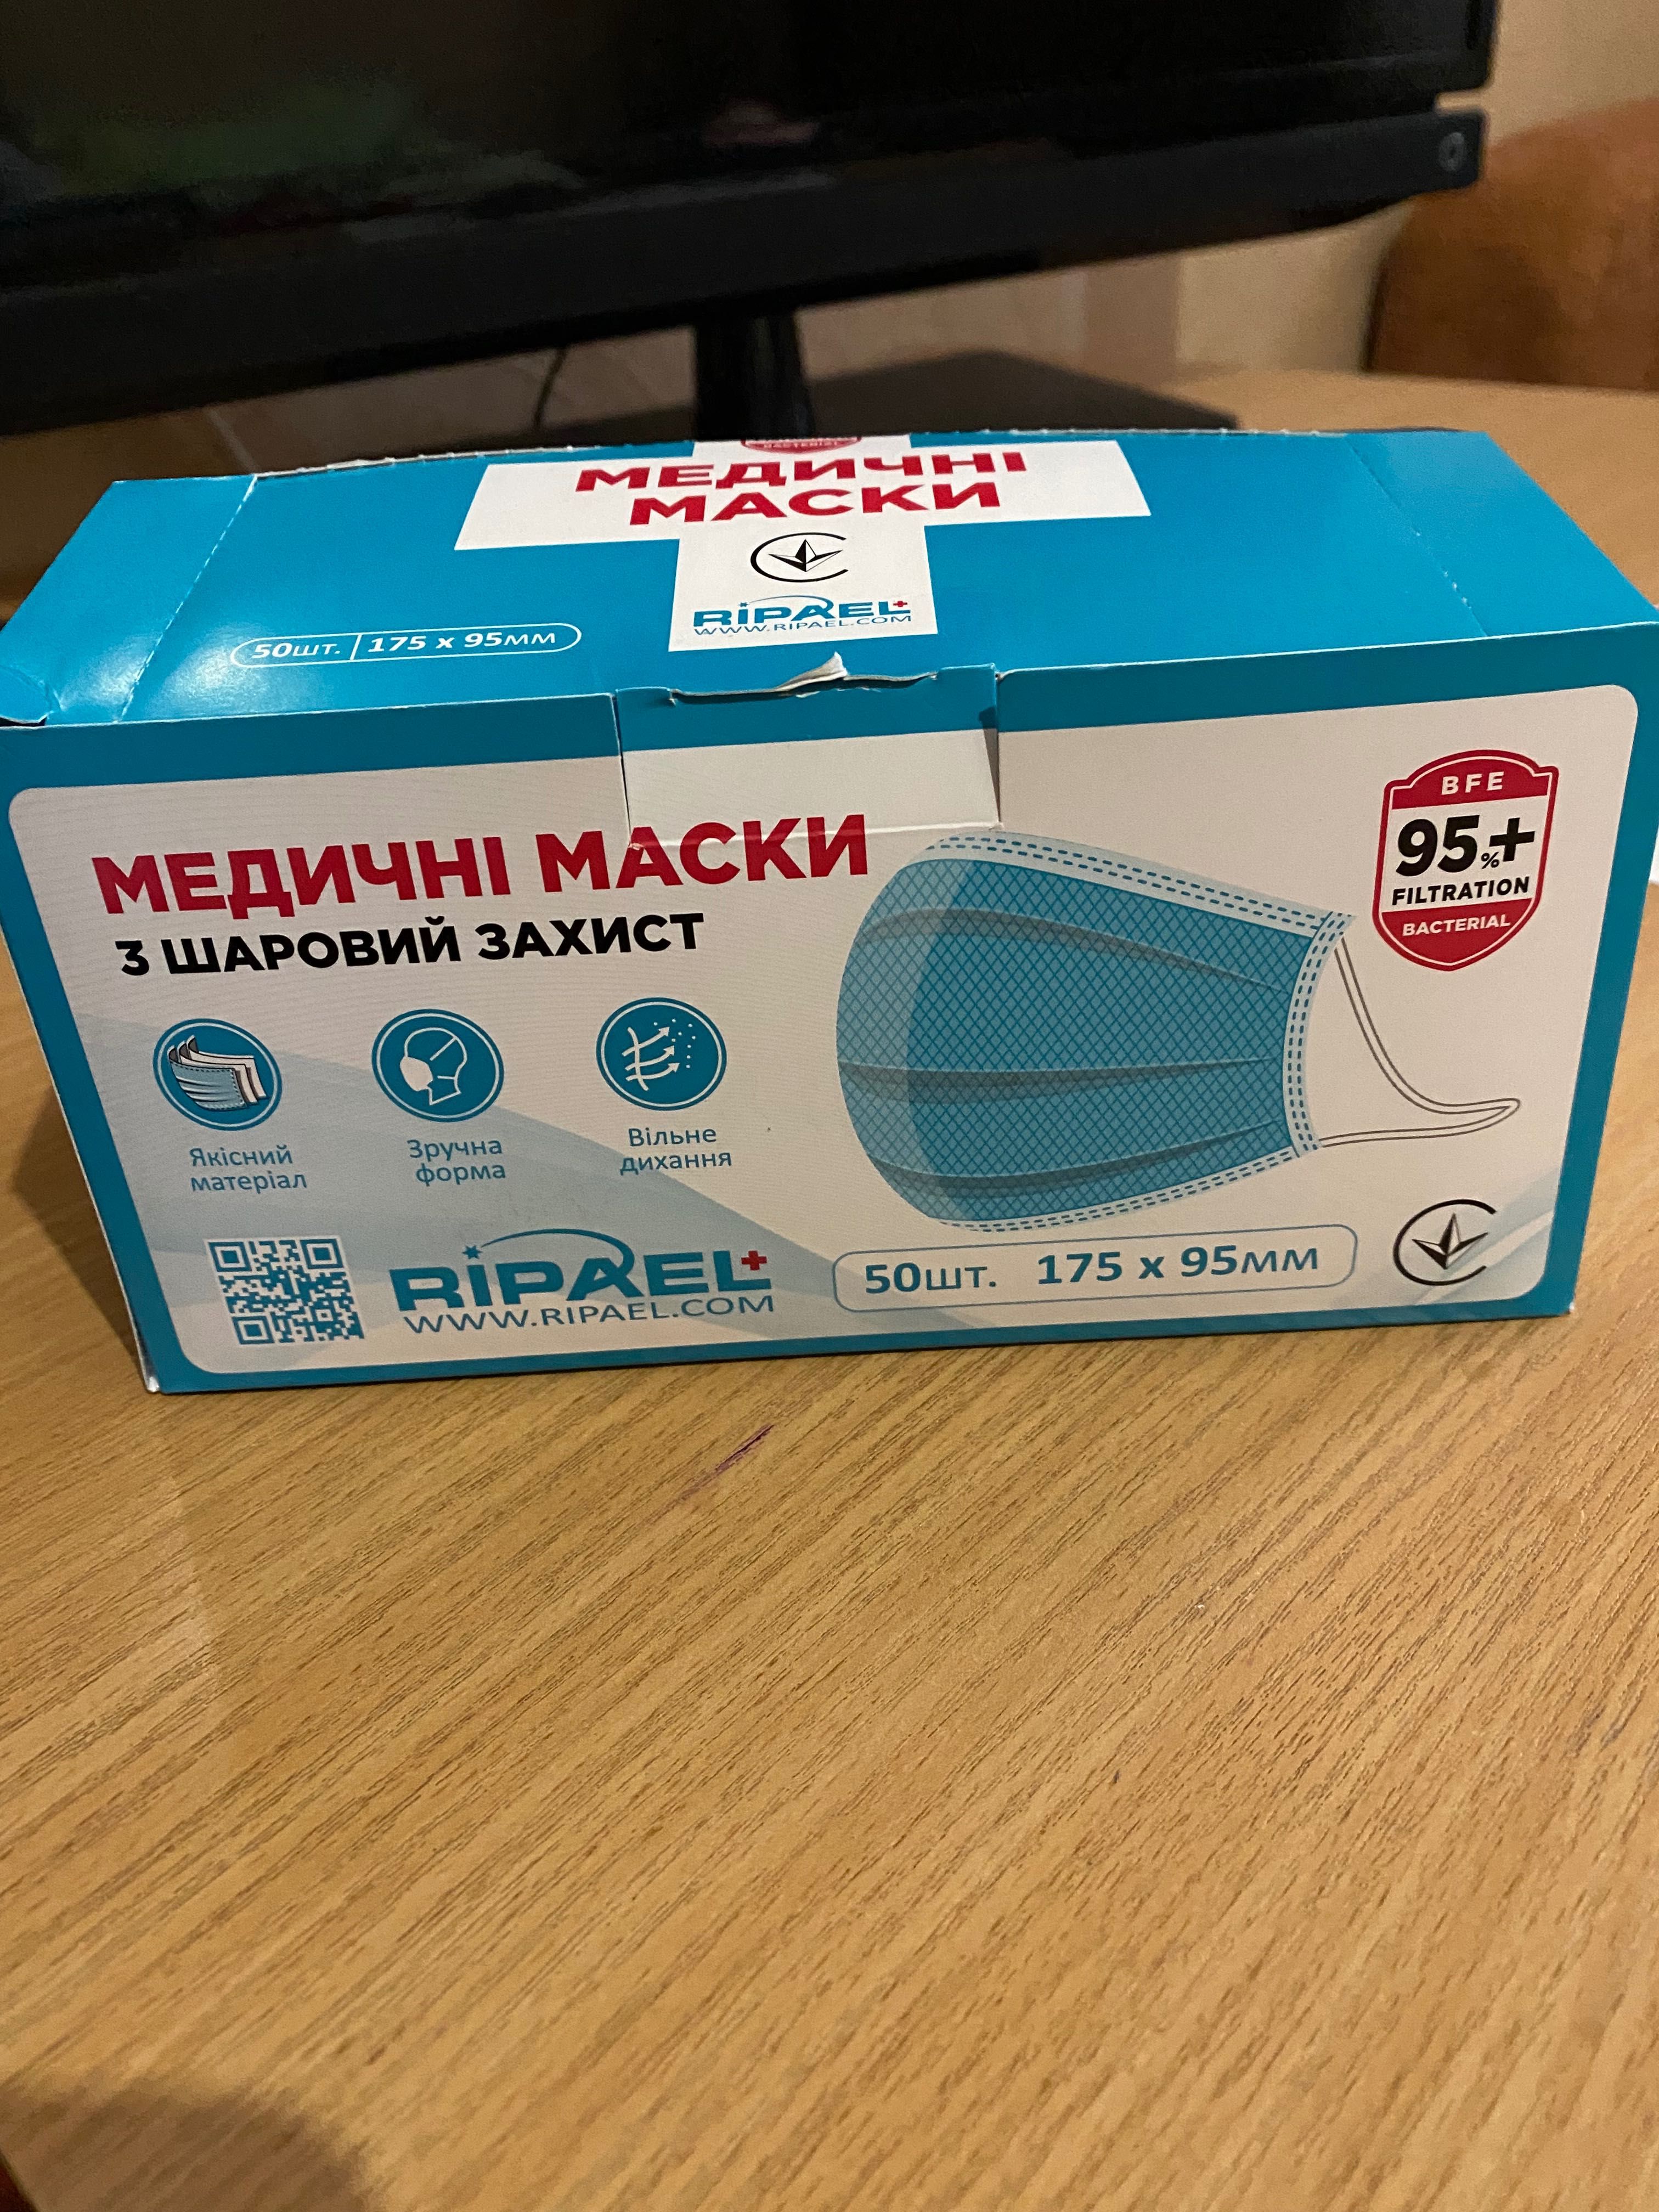 BACTERIAL
МЕДИЧНІ
МАСКИ
RIPAEL
WWW.RIPAEL.COM
50шт. 175 x 95мм
МЕДИЧНІ МАСКИ
3 ШАРОВИЙ ЗАХИСТ
BFE
95%+
FILTRATION
BACTERIAL
Якісний
матеріал
Зручна
форма
Вільне
дихання
RIPAEL
WWW.RIPAEL.COM
50шт. 175 x 95мм